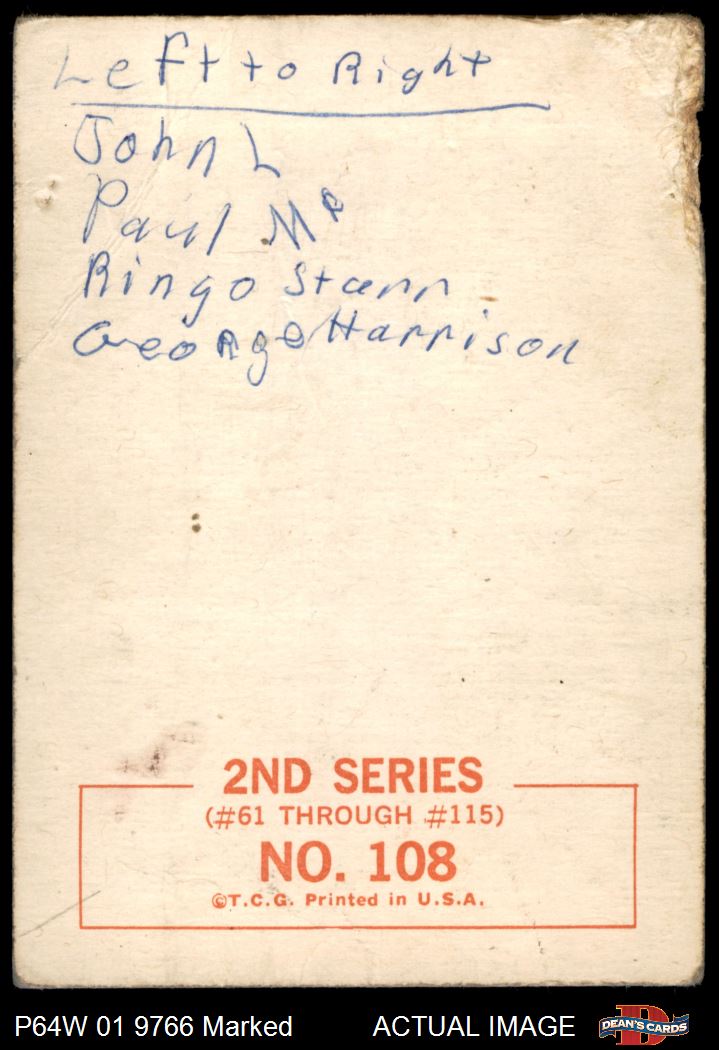 Left to Right
John L
Paul Mc
Ringo Starr
George Harrison
2ND SERIES
(#61 THROUGH #115)
NO. 108
©T.C.G. Printed in U.S.A.
P64W 01 9766 Marked ACTUAL IMAGE DEAN'S CARDS